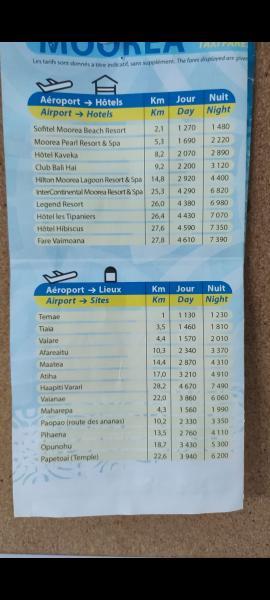 MOOREA
TAXI FARES
Les tarifs sont donnés à titre indicatif, sans supplément. The fares displayed are given
Aéroport → Hôtels Km Jour Nuit
Airport → Hotels Km Day Night
Sofitel Moorea Beach Resort 2,1 1 270 1 480
Moorea Pearl Resort & Spa 5,3 1 690 2 220
Hôtel Kaveka 8,2 2 070 2 890
Club Bali Hai 9,2 2 200 3 120
Hilton Moorea Lagoon Resort & Spa 14,8 2 920 4 400
InterContinental Moorea Resort & Spa 25,3 4 290 6 820
Legend Resort 26,0 4 380 6 980
Hôtel les Tipaniers 26,4 4 430 7 070
Hôtel Hibiscus 27,6 4 590 7 350
Fare Vaimoana 27,8 4 610 7 390
Aéroport → Lieux Km Jour Nuit
Airport → Sites Km Day Night
Temae 1 1 130 1 230
Tiaia 3,5 1 460 1 810
Vaiare 4,4 1 570 2 010
Afareaitu 10,3 2 340 3 370
Maatea 14,4 2 870 4 310
Atiha 17,0 3 210 4 910
Haapiti Varari 28,2 4 670 7 490
Vaianae 22,0 3 860 6 060
Maharepa 4,3 1 560 1 990
Paopao (route des ananas) 10,2 2 330 3 350
Pihaena 13,5 2 760 4 110
Opunohu 18,7 3 430 5 300
Papetoai (Temple) 22,6 3 940 6 200